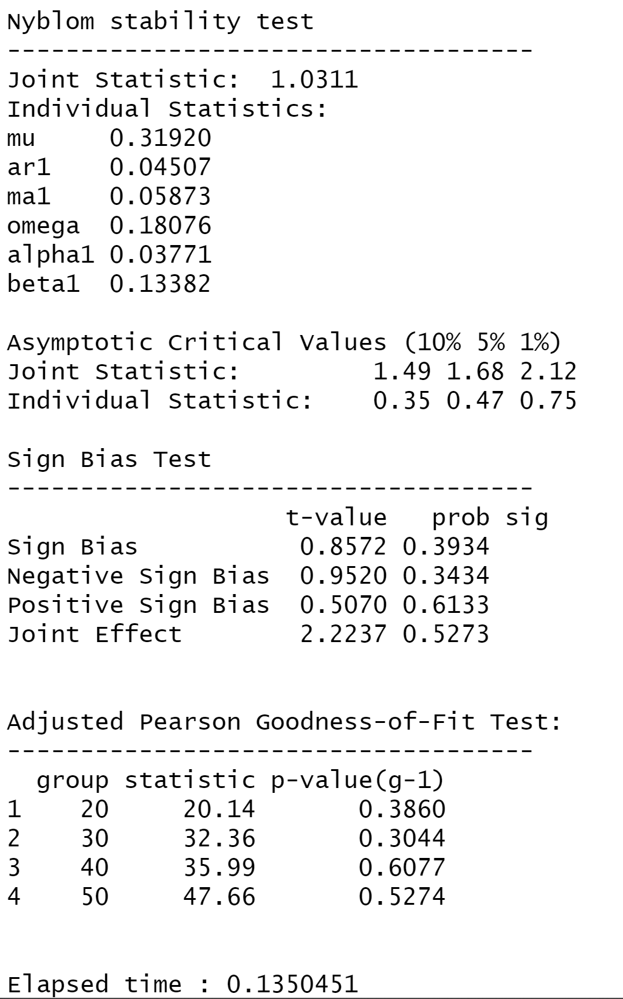 Nyblom stability test
------------------------------------
Joint Statistic:  1.0311
Individual Statistics:
mu     0.31920
ar1    0.04507
ma1    0.05873
omega  0.18076
alpha1 0.03771
beta1  0.13382
Asymptotic Critical Values (10% 5% 1%)
Joint Statistic:         1.49 1.68 2.12
Individual Statistic:    0.35 0.47 0.75
Sign Bias Test
------------------------------------
                   t-value   prob sig
Sign Bias           0.8572 0.3934
Negative Sign Bias  0.9520 0.3434
Positive Sign Bias  0.5070 0.6133
Joint Effect        2.2237 0.5273
Adjusted Pearson Goodness-of-Fit Test:
------------------------------------
  group statistic p-value(g-1)
1    20     20.14       0.3860
2    30     32.36       0.3044
3    40     35.99       0.6077
4    50     47.66       0.5274
Elapsed time : 0.1350451